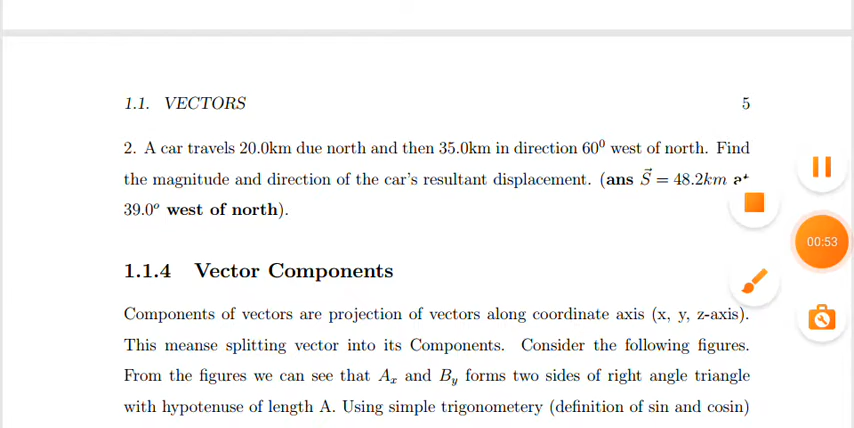 1.1. VECTORS 5
2. A car travels 20.0km due north and then 35.0km in direction 60⁰ west of north. Find
the magnitude and direction of the car's resultant displacement. (ans S⃗ = 48.2km at
39.0ᵒ west of north).
1.1.4 Vector Components
Components of vectors are projection of vectors along coordinate axis (x, y, z-axis).
This meanse splitting vector into its Components. Consider the following figures.
From the figures we can see that Aₓ and B_y forms two sides of right angle triangle
with hypotenuse of length A. Using simple trigonometery (definition of sin and cosin)
00:53